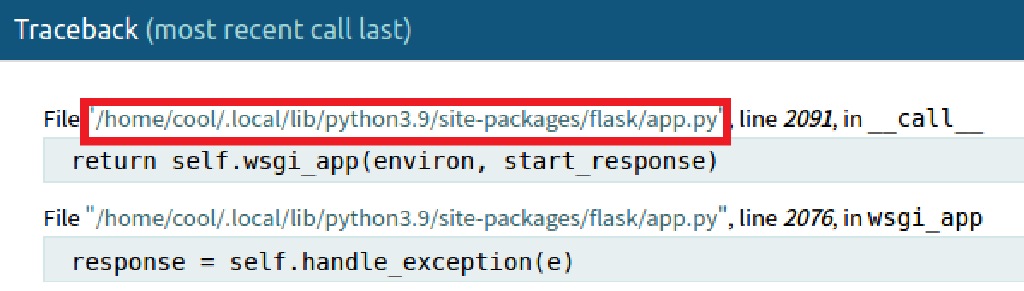 Traceback (most recent call last)
File "/home/cool/.local/lib/python3.9/site-packages/flask/app.py", line 2091, in __call__
return self.wsgi_app(environ, start_response)
File "/home/cool/.local/lib/python3.9/site-packages/flask/app.py", line 2076, in wsgi_app
response = self.handle_exception(e)